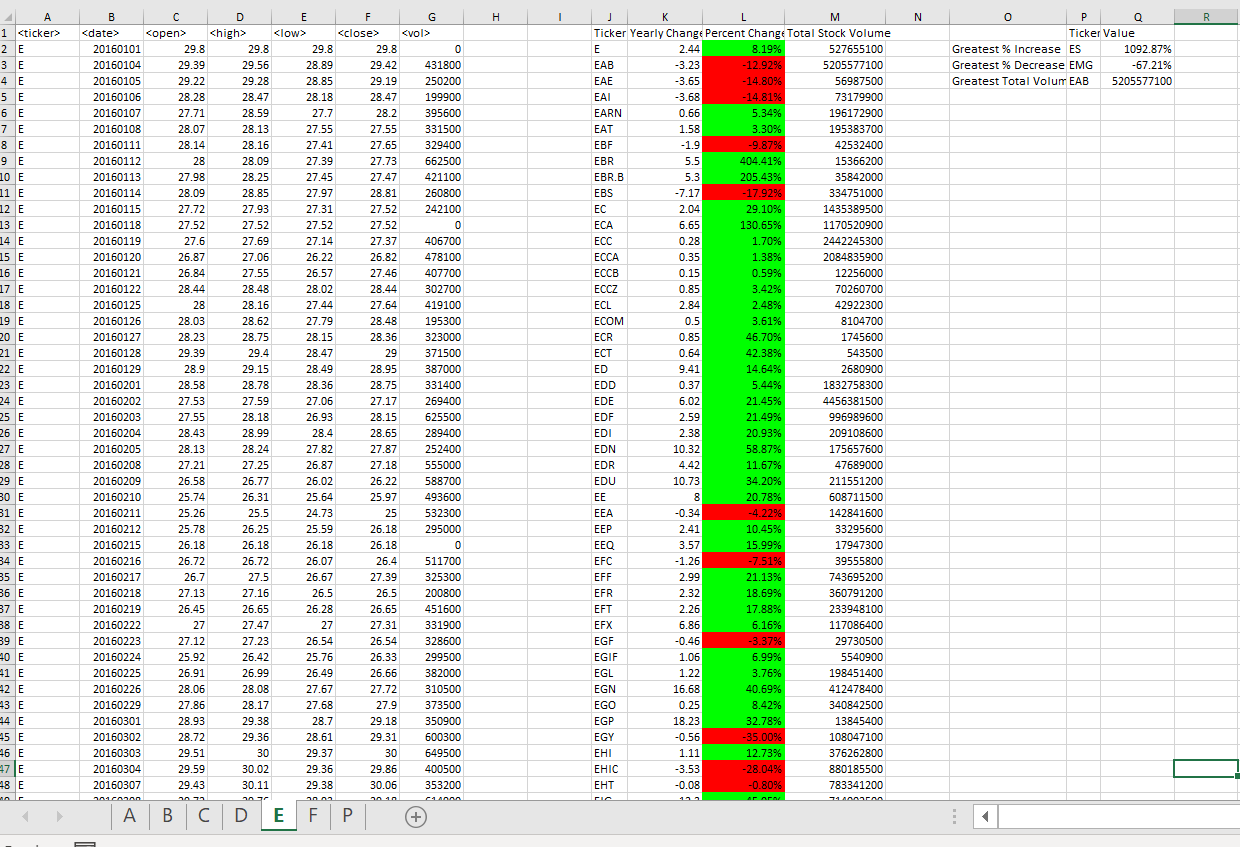 A B C D E F G H I J K L M N O P Q R
1 <ticker> <date> <open> <high> <low> <close> <vol> Ticker Yearly Change Percent Change Total Stock Volume Ticker Value
2 E 20160101 29.8 29.8 29.8 29.8 0 E 2.44 8.19% 527655100 Greatest % Increase ES 1092.87%
3 E 20160104 29.39 29.56 28.89 29.42 431800 EAB -3.23 -12.92% 5205577100 Greatest % Decrease EMG -67.21%
4 E 20160105 29.22 29.28 28.85 29.19 250200 EAE -3.65 -14.80% 56987500 Greatest Total Volum EAB 5205577100
5 E 20160106 28.28 28.47 28.18 28.47 199900 EAI -3.68 -14.81% 73179900
6 E 20160107 27.71 28.59 27.7 28.2 395600 EARN 0.66 5.34% 196172900
7 E 20160108 28.07 28.13 27.55 27.55 331500 EAT 1.58 3.30% 195383700
8 E 20160111 28.14 28.16 27.41 27.65 329400 EBF -1.9 -9.87% 42532400
9 E 20160112 28 28.09 27.39 27.73 662500 EBR 5.5 404.41% 15366200
10 E 20160113 27.98 28.25 27.45 27.47 421100 EBR.B 5.3 205.43% 35842000
11 E 20160114 28.09 28.85 27.97 28.81 260800 EBS -7.17 -17.92% 334751000
12 E 20160115 27.72 27.93 27.31 27.52 242100 EC 2.04 29.10% 1435389500
13 E 20160118 27.52 27.52 27.52 27.52 0 ECA 6.65 130.65% 1170520900
14 E 20160119 27.6 27.69 27.14 27.37 406700 ECC 0.28 1.70% 2442245300
15 E 20160120 26.87 27.06 26.22 26.82 478100 ECCA 0.35 1.38% 2084835900
16 E 20160121 26.84 27.55 26.57 27.46 407700 ECCB 0.15 0.59% 12256000
17 E 20160122 28.44 28.48 28.02 28.44 302700 ECCZ 0.85 3.42% 70260700
18 E 20160125 28 28.16 27.44 27.64 419100 ECL 2.84 2.48% 42922300
19 E 20160126 28.03 28.62 27.79 28.48 195300 ECOM 0.5 3.61% 8104700
20 E 20160127 28.23 28.75 28.15 28.36 323000 ECR 0.85 46.70% 1745600
21 E 20160128 29.39 29.4 28.47 29 371500 ECT 0.64 42.38% 543500
22 E 20160129 28.9 29.15 28.49 28.95 387000 ED 9.41 14.64% 2680900
23 E 20160201 28.58 28.78 28.36 28.75 331400 EDD 0.37 5.44% 1832758300
24 E 20160202 27.53 27.59 27.06 27.17 269400 EDE 6.02 21.45% 4456381500
25 E 20160203 27.55 28.18 26.93 28.15 625500 EDF 2.59 21.49% 996989600
26 E 20160204 28.43 28.99 28.4 28.65 289400 EDI 2.38 20.93% 209108600
27 E 20160205 28.13 28.24 27.82 27.87 252400 EDN 10.32 58.87% 175657600
28 E 20160208 27.21 27.25 26.87 27.18 555000 EDR 4.42 11.67% 47689000
29 E 20160209 26.58 26.77 26.02 26.22 588700 EDU 10.73 34.20% 211551200
30 E 20160210 25.74 26.31 25.64 25.97 493600 EE 8 20.78% 608711500
31 E 20160211 25.26 25.5 24.73 25 532300 EEA -0.34 -4.22% 142841600
32 E 20160212 25.78 26.25 25.59 26.18 295000 EEP 2.41 10.45% 33295600
33 E 20160215 26.18 26.18 26.18 26.18 0 EEQ 3.57 15.99% 17947300
34 E 20160216 26.72 26.72 26.07 26.4 511700 EFC -1.26 -7.51% 39555800
35 E 20160217 26.7 27.5 26.67 27.39 325300 EFF 2.99 21.13% 743695200
36 E 20160218 27.13 27.16 26.5 26.5 200800 EFR 2.32 18.69% 360791200
37 E 20160219 26.45 26.65 26.28 26.65 451600 EFT 2.26 17.88% 233948100
38 E 20160222 27 27.47 27 27.31 331900 EFX 6.86 6.16% 117086400
39 E 20160223 27.12 27.23 26.54 26.54 328600 EGF -0.46 -3.37% 29730500
40 E 20160224 25.92 26.42 25.76 26.33 299500 EGIF 1.06 6.99% 5540900
41 E 20160225 26.91 26.99 26.49 26.66 382000 EGL 1.22 3.76% 198451400
42 E 20160226 28.06 28.08 27.67 27.72 310500 EGN 16.68 40.69% 412478400
43 E 20160229 27.86 28.17 27.68 27.9 373500 EGO 0.25 8.42% 340842500
44 E 20160301 28.93 29.38 28.7 29.18 350900 EGP 18.23 32.78% 13845400
45 E 20160302 28.72 29.36 28.61 29.31 600300 EGY -0.56 -35.00% 108047100
46 E 20160303 29.51 30 29.37 30 649500 EHI 1.11 12.73% 376262800
47 E 20160304 29.59 30.02 29.36 29.86 400500 EHIC -3.53 -28.04% 880185500
48 E 20160307 29.43 30.11 29.38 30.06 353200 EHT -0.08 -0.80% 783341200
A B C D E F P